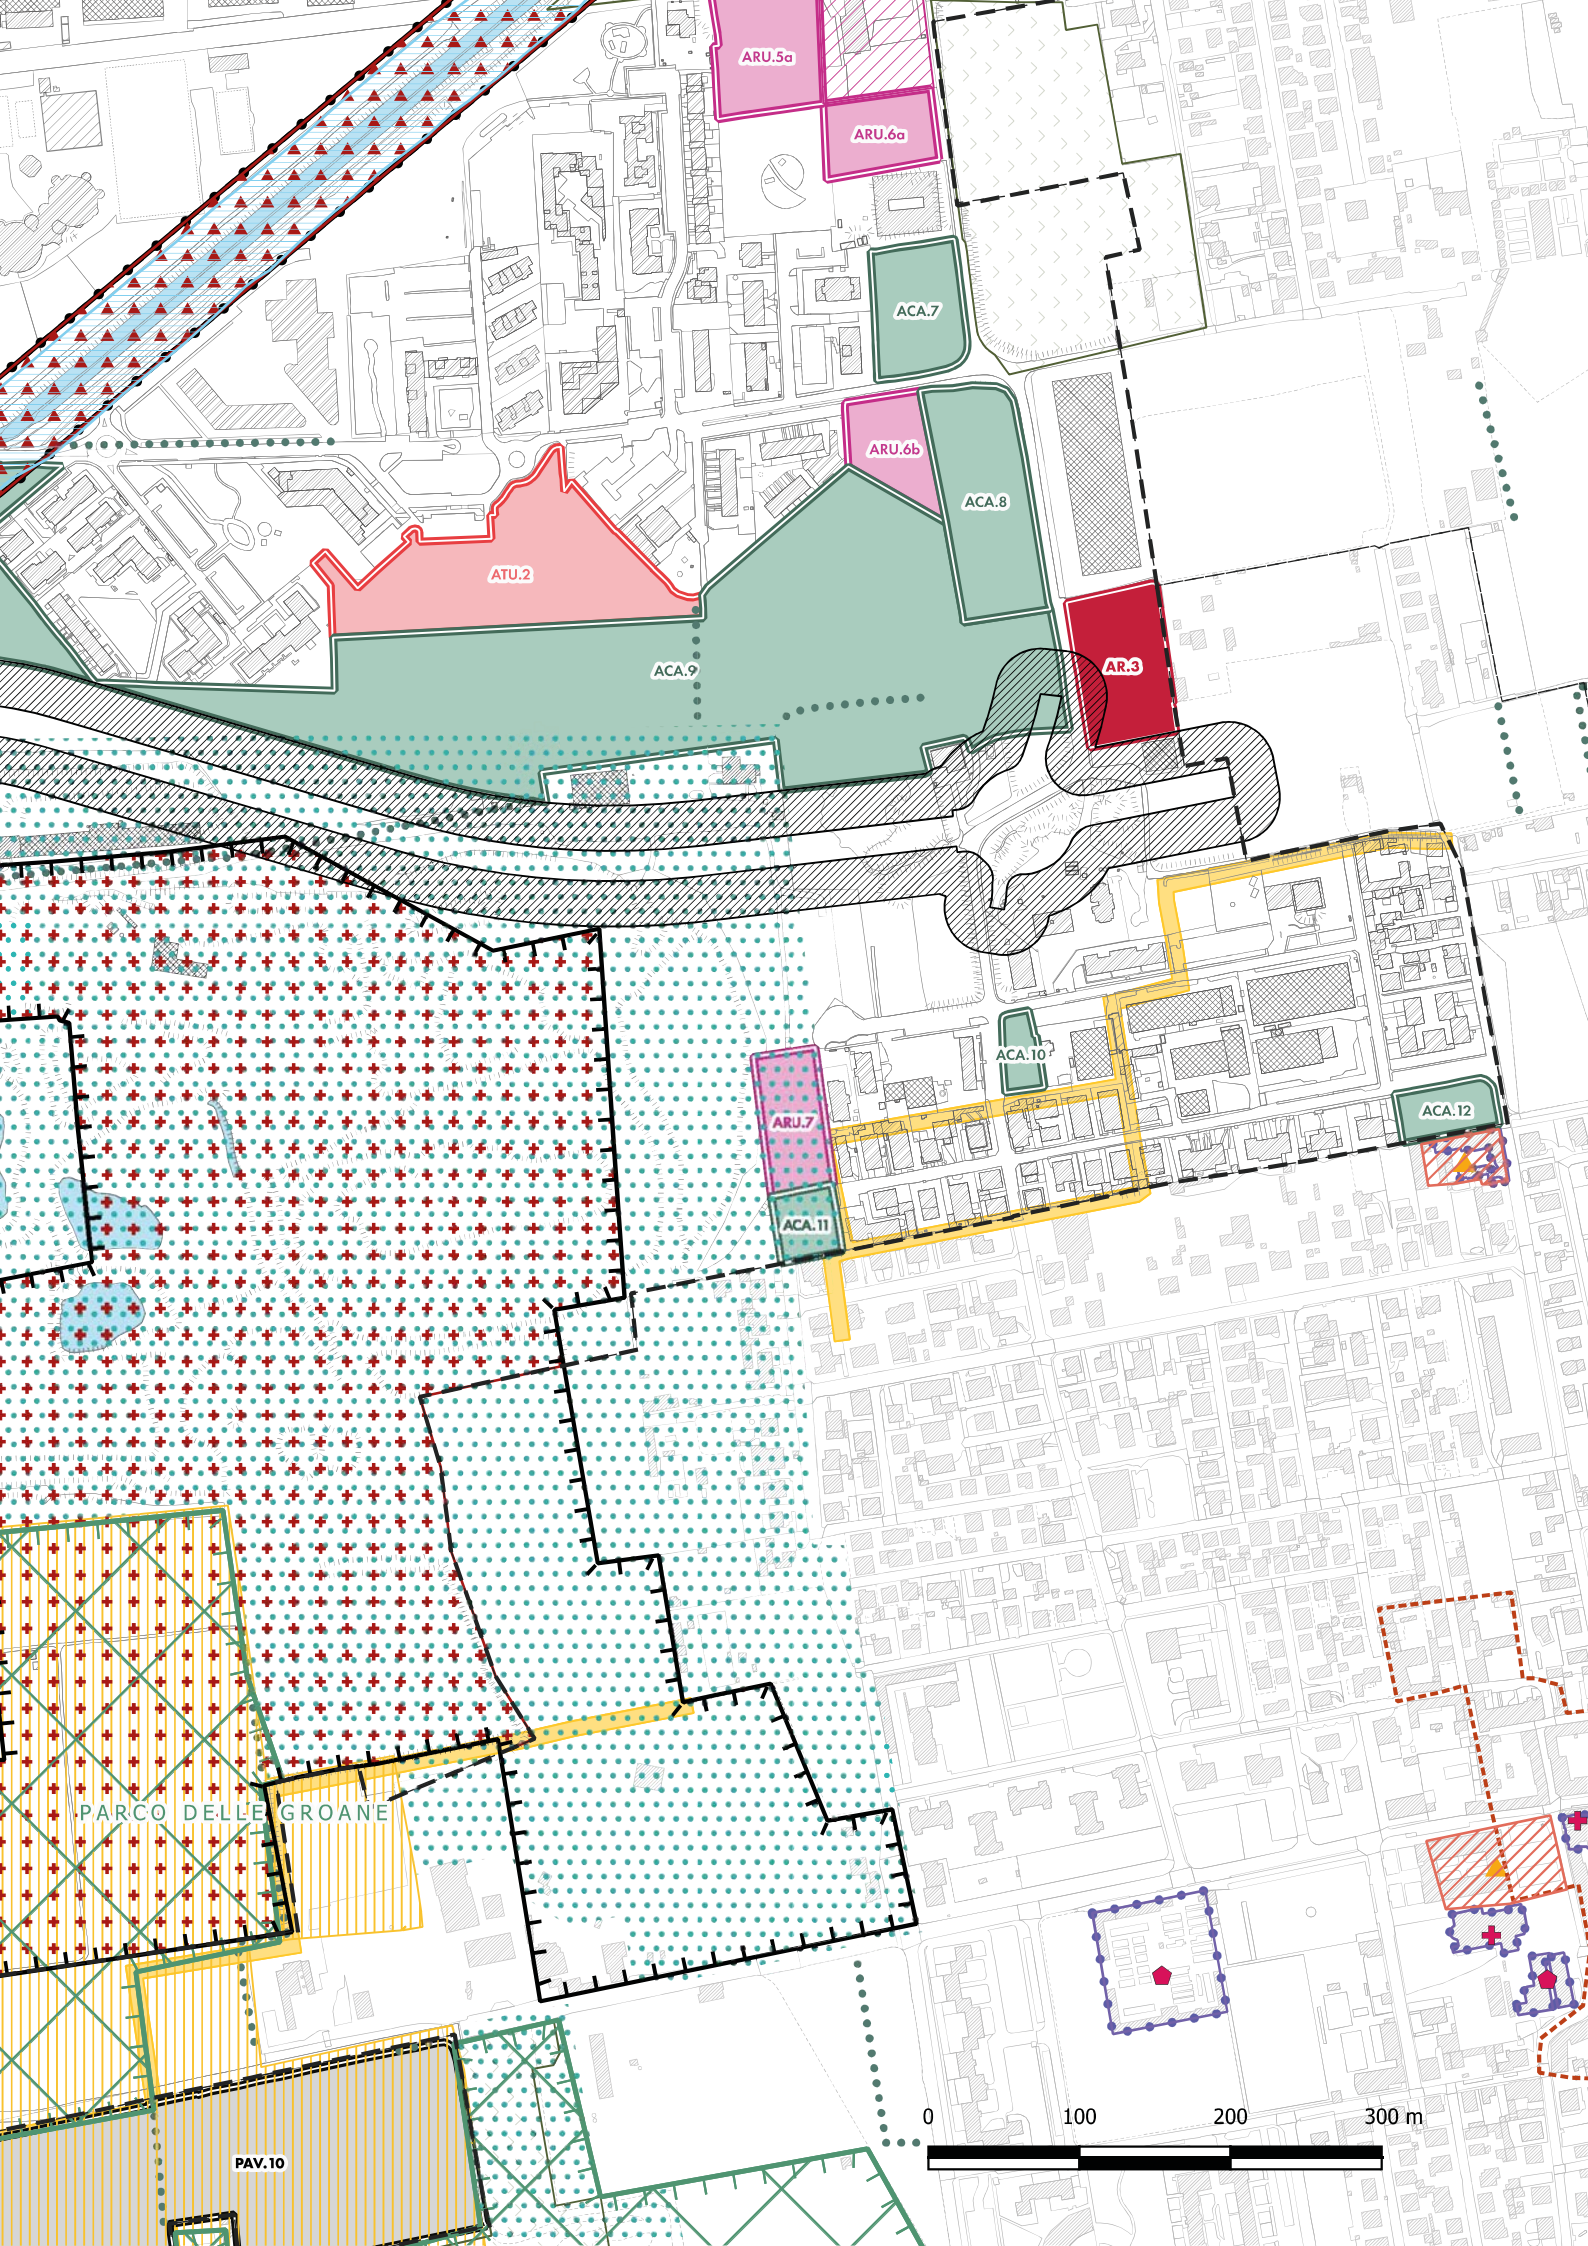 ARU.5a
ARU.6a
ACA.7
ARU.6b
ACA.8
ATU.2
ACA.9
AR.3
ACA.10
ARU.7
ACA.12
ACA.11
PARCO DELLE GROANE
0 100 200 300 m
PAV.10